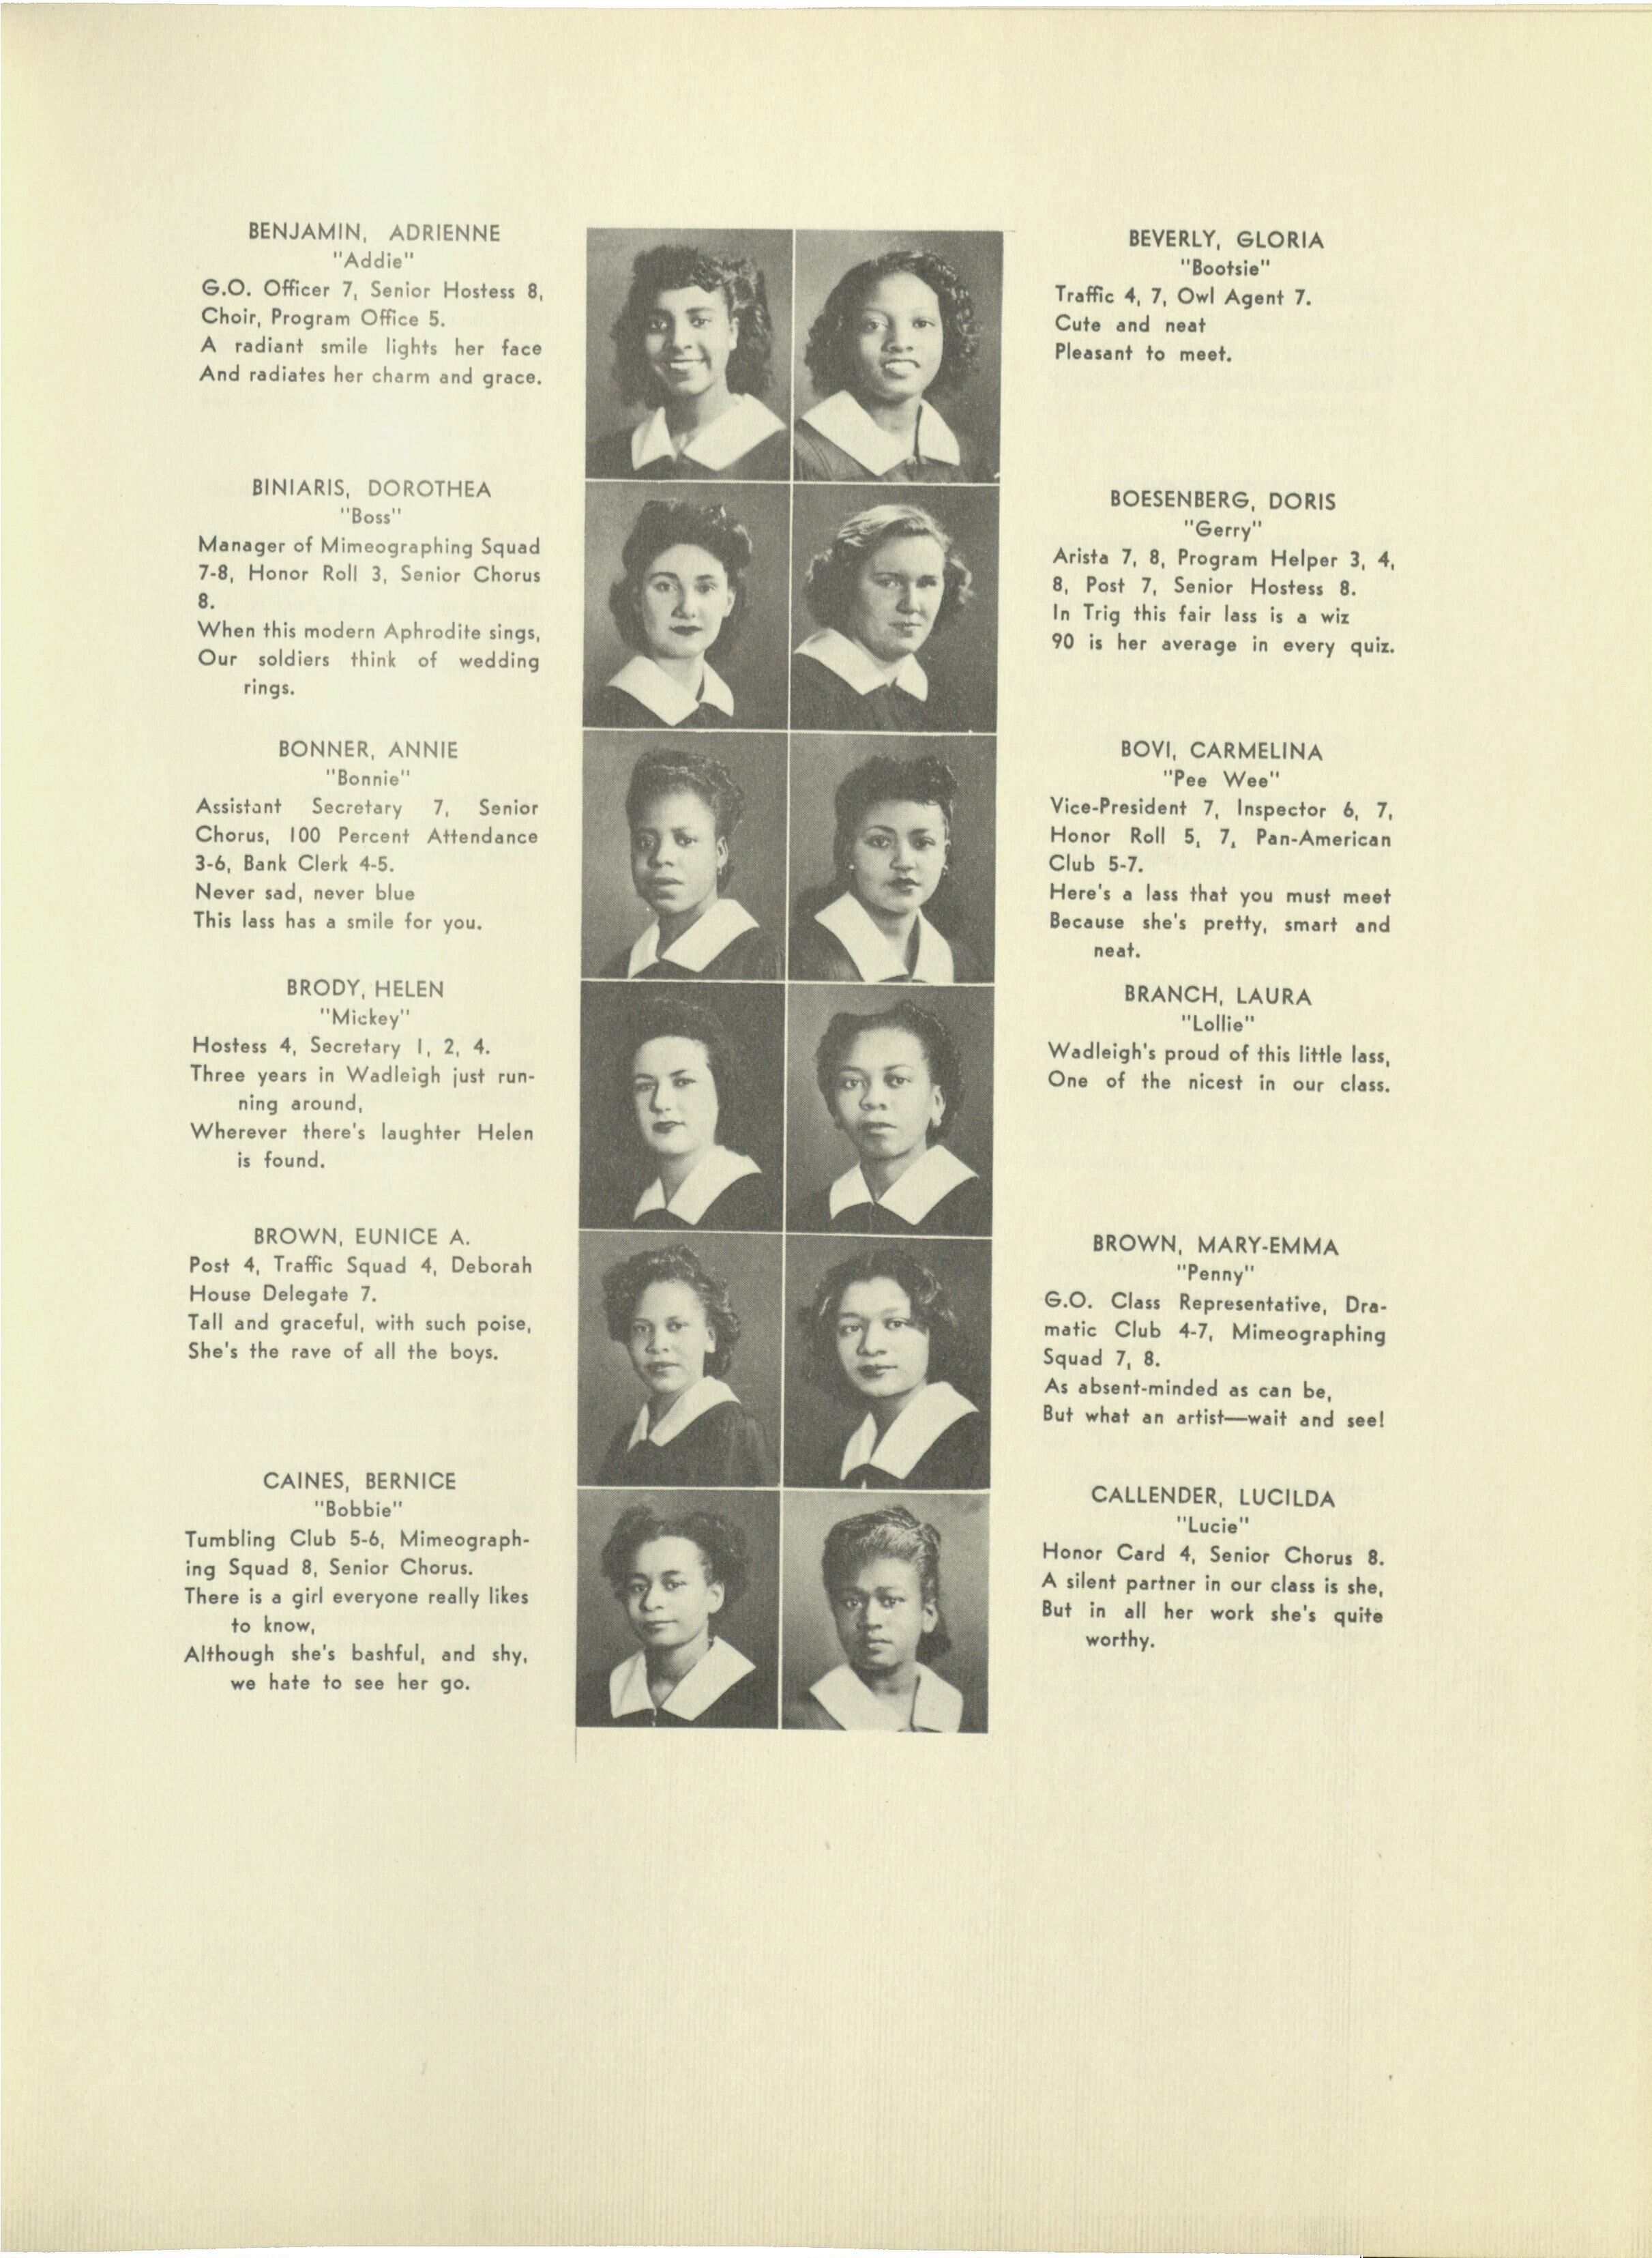 BENJAMIN, ADRIENNE
"Addie"
G.O. Officer 7, Senior Hostess 8,
Choir, Program Office 5.
A radiant smile lights her face
And radiates her charm and grace.
BEVERLY, GLORIA
"Bootsie"
Traffic 4, 7, Owl Agent 7.
Cute and neat
Pleasant to meet.
BINIARIS, DOROTHEA
"Boss"
Manager of Mimeographing Squad
7-8, Honor Roll 3, Senior Chorus
8.
When this modern Aphrodite sings,
Our soldiers think of wedding
rings.
BOESENBERG, DORIS
"Gerry"
Arista 7, 8, Program Helper 3, 4,
8, Post 7, Senior Hostess 8.
In Trig this fair lass is a wiz
90 is her average in every quiz.
BONNER, ANNIE
"Bonnie"
Assistant Secretary 7, Senior
Chorus, 100 Percent Attendance
3-6, Bank Clerk 4-5.
Never sad, never blue
This lass has a smile for you.
BOVI, CARMELINA
"Pee Wee"
Vice-President 7, Inspector 6, 7,
Honor Roll 5, 7, Pan-American
Club 5-7.
Here's a lass that you must meet
Because she's pretty, smart and
neat.
BRODY, HELEN
"Mickey"
Hostess 4, Secretary 1, 2, 4.
Three years in Wadleigh just run-
ning around,
Wherever there's laughter Helen
is found.
BRANCH, LAURA
"Lollie"
Wadleigh's proud of this little lass,
One of the nicest in our class.
BROWN, EUNICE A.
Post 4, Traffic Squad 4, Deborah
House Delegate 7.
Tall and graceful, with such poise,
She's the rave of all the boys.
BROWN, MARY-EMMA
"Penny"
G.O. Class Representative, Dra-
matic Club 4-7, Mimeographing
Squad 7, 8.
As absent-minded as can be,
But what an artist—wait and see!
CAINES, BERNICE
"Bobbie"
Tumbling Club 5-6, Mimeograph-
ing Squad 8, Senior Chorus.
There is a girl everyone really likes
to know,
Although she's bashful, and shy,
we hate to see her go.
CALLENDER, LUCILDA
"Lucie"
Honor Card 4, Senior Chorus 8.
A silent partner in our class is she,
But in all her work she's quite
worthy.